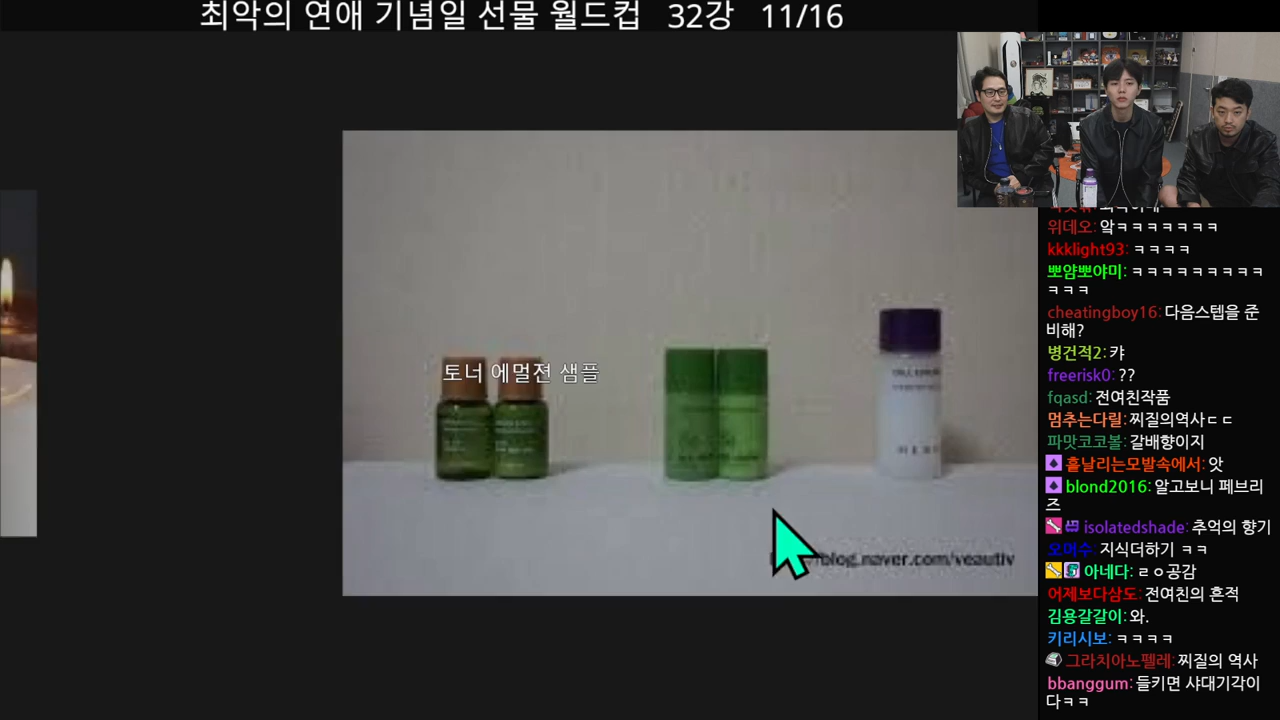 최악의 연애 기념일 선물 월드컵 32강 11/16
토너 에멀젼 샘플
blog.naver.com/veautiv
위데오: 앜ㅋㅋㅋㅋㅋㅋㅋ
kkklight93: ㅋㅋㅋㅋ
뽀얌뽀야미: ㅋㅋㅋㅋㅋㅋㅋㅋㅋ
ㅋㅋㅋ
cheatingboy16: 다음스텝을 준
비해?
병건적2: 캬
freerisk0: ??
fqasd: 전여친작품
멈추는다릴: 찌질의역사ㄷㄷ
파맛코코볼: 갈배향이지
흩날리는모발속에서: 앗
blond2016: 알고보니 페브리
즈
isolatedshade: 추억의 향기
오머수: 지식더하기 ㅋㅋ
아네다: ㄹㅇ공감
어제보다삼도: 전여친의 흔적
김용갈갈이: 와.
키리시보: ㅋㅋㅋㅋ
그라치아노펠레: 찌질의 역사
bbanggum: 들키면 샤대기각이
다ㅋㅋ